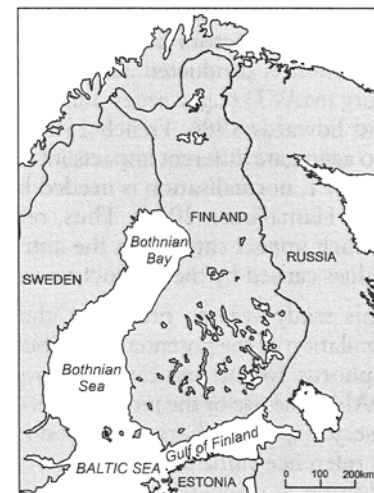 FINLAND
Bothnian
Bay
RUSSIA
SWEDEN
Bothnian
Sea
Gulf of Finland
BALTIC SEA
ESTONIA
0 100 200km